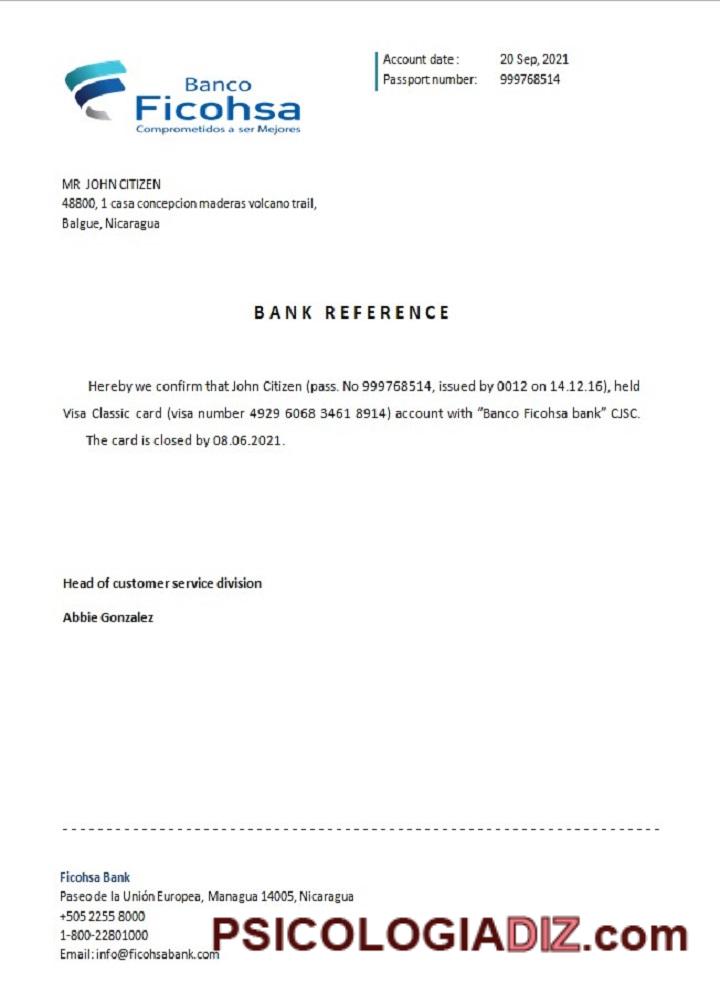 Banco
Ficohsa
Comprometidos a ser Mejores
Account date : 20 Sep, 2021
Passport number: 999768514
MR JOHN CITIZEN
48800, 1 casa concepcion maderas volcano trail,
Balgue, Nicaragua
BANK REFERENCE
Hereby we confirm that John Citizen (pass. No 999768514, issued by 0012 on 14.12.16), held
Visa Classic card (visa number 4929 6068 3461 8914) account with “Banco Ficohsa bank” CJSC.
The card is closed by 08.06.2021.
Head of customer service division
Abbie Gonzalez
Ficohsa Bank
Paseo de la Unión Europea, Managua 14005, Nicaragua
+505 2255 8000
1-800-22801000
Email: info@ficohsabank.com
PSICOLOGIADIZ.com